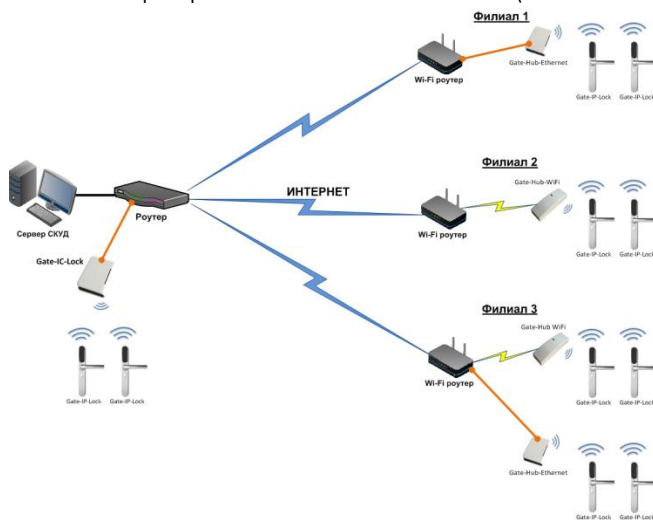 Филиал 1
Gate-Hub-Ethernet
Wi-Fi роутер
Gate-IP-Lock Gate-IP-Lock
Филиал 2
Gate-Hub-WiFi
ИНТЕРНЕТ
Сервер СКУД
Роутер
Wi-Fi роутер
Gate-IP-Lock Gate-IP-Lock
Gate-IC-Lock
Филиал 3
Gate-Hub WiFi
Wi-Fi роутер
Gate-IP-Lock Gate-IP-Lock
Gate-IP-Lock Gate-IP-Lock
Gate-Hub-Ethernet
Gate-IP-Lock Gate-IP-Lock